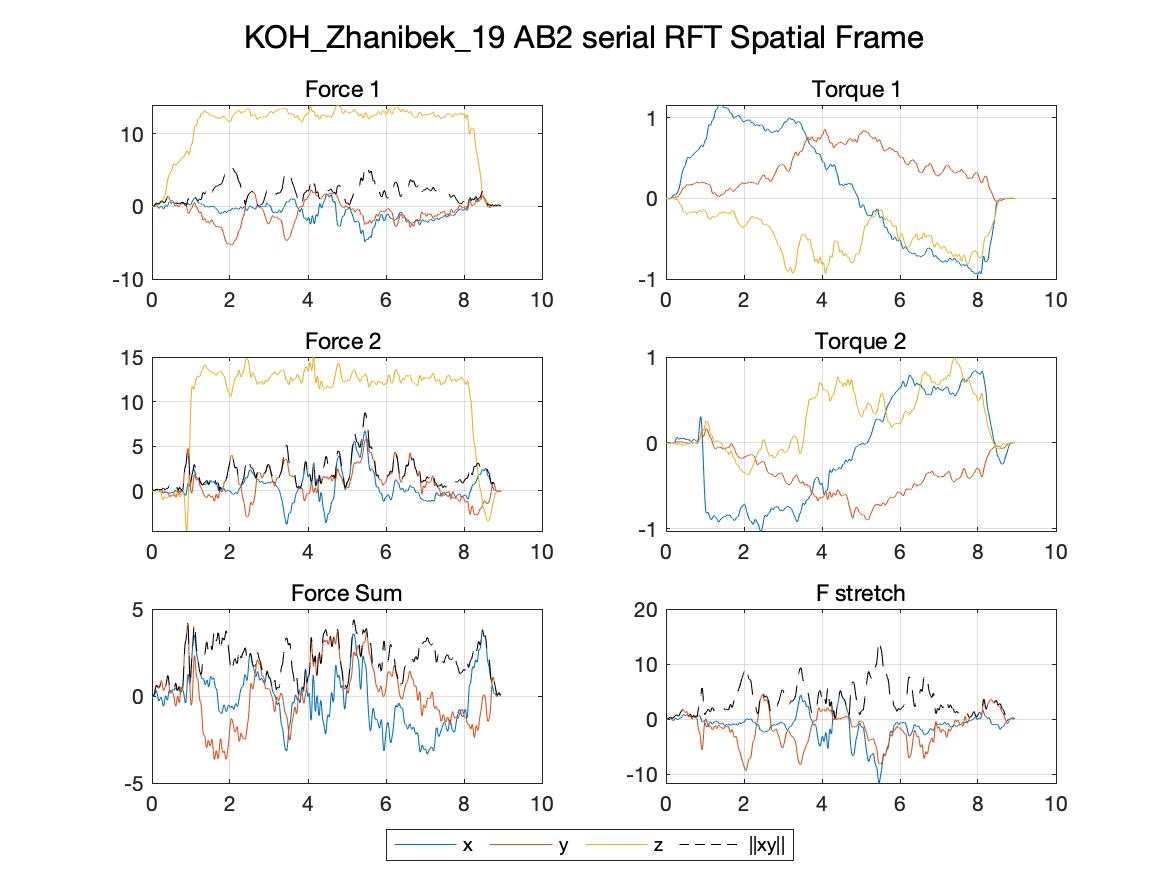 KOH_Zhanibek_19 AB2 serial RFT Spatial Frame
Force 1
10
0
-10
0 2 4 6 8 10
Torque 1
1
0
-1
0 2 4 6 8 10
Force 2
15
10
5
0
0 2 4 6 8 10
Torque 2
1
0
-1
0 2 4 6 8 10
Force Sum
5
0
-5
0 2 4 6 8 10
F stretch
20
10
0
-10
0 2 4 6 8 10
x y z ||xy||